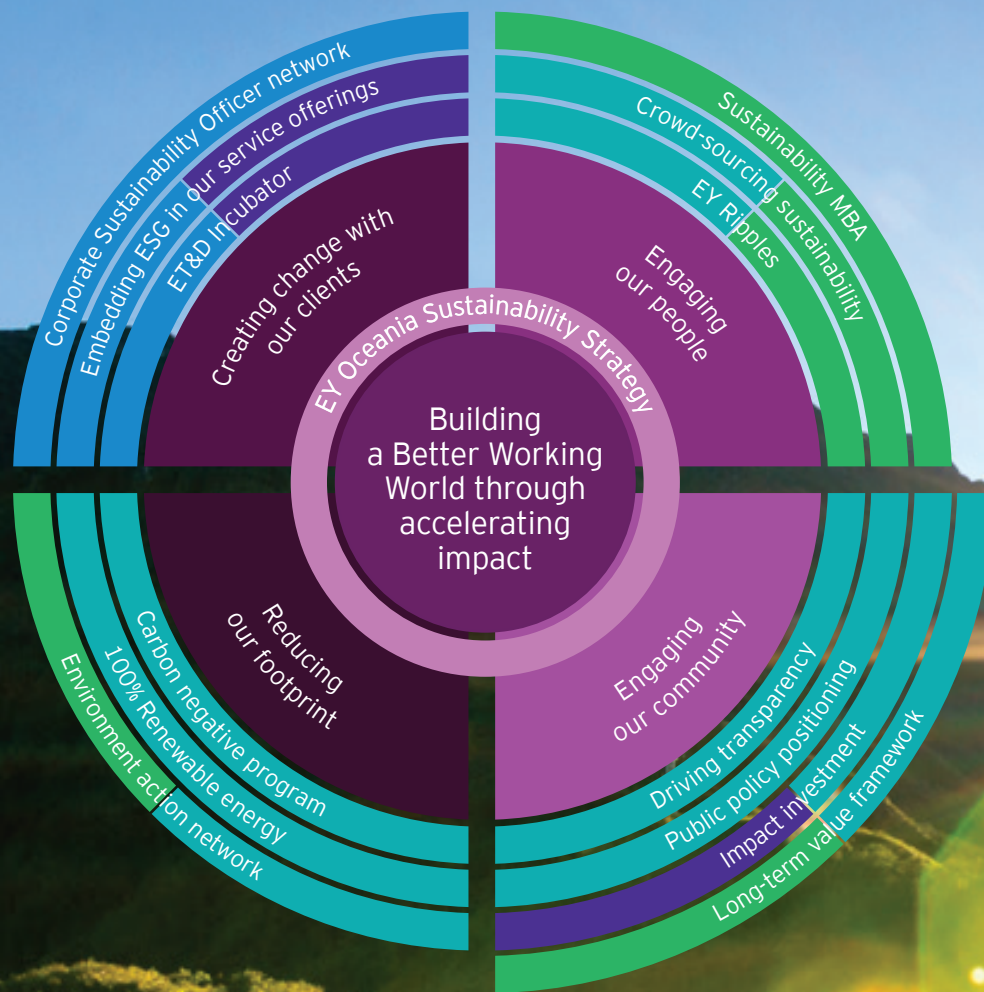 Corporate Sustainability Officer network
Embedding ESG in our service offerings
ET&D Incubator
Creating change with
our clients
Sustainability MBA
Crowd-sourcing sustainability
EY Ripples
Engaging
our people
EY Oceania Sustainability Strategy
Building
a Better Working
World through
accelerating
impact
Reducing
our footprint
Carbon negative program
100% Renewable energy
Environment action network
Engaging
our community
Driving transparency
Public policy positioning
Impact investment
Long-term value framework